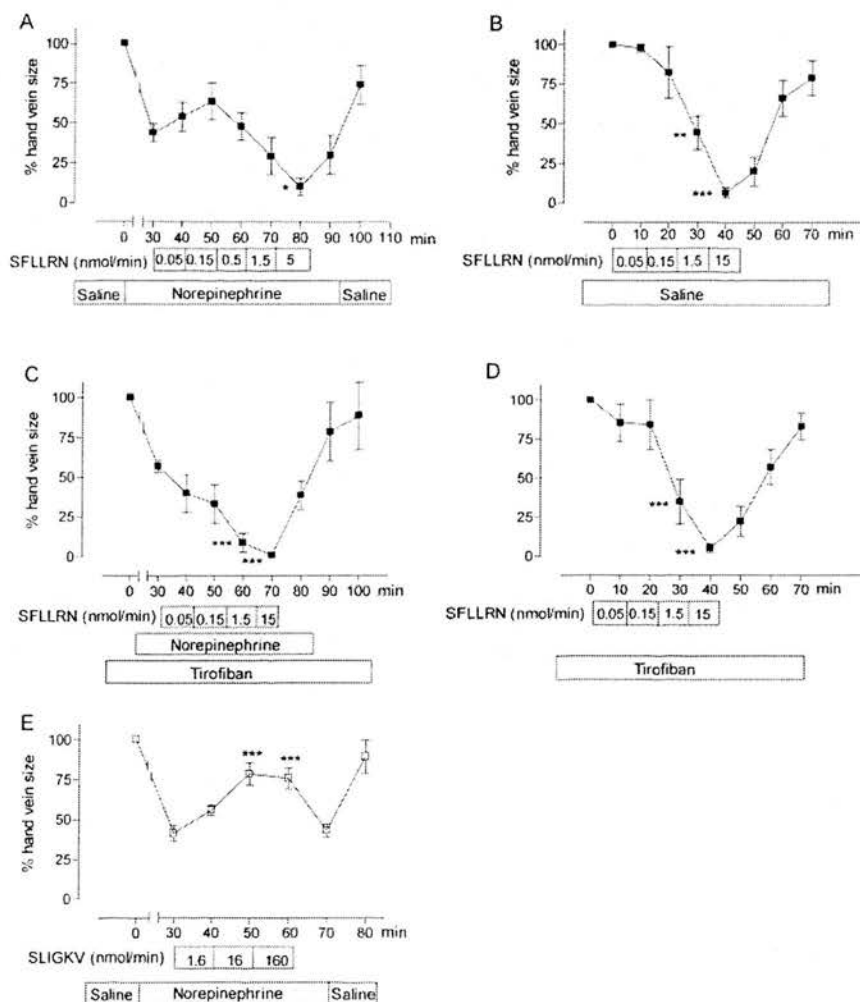 A
% hand vein size
100
75
50
25
0
*
0 30 40 50 60 70 80 90 100 110 min
SFLLRN (nmol/min) 0.05 0.15 0.5 1.5 5
Saline Norepinephrine Saline
B
% hand vein size
100
75
50
25
0
**
***
0 10 20 30 40 50 60 70 min
SFLLRN (nmol/min) 0.05 0.15 1.5 15
Saline
C
% hand vein size
100
75
50
25
0
***
***
0 30 40 50 60 70 80 90 100 min
SFLLRN (nmol/min) 0.05 0.15 1.5 15
Norepinephrine
Tirofiban
D
% hand vein size
100
75
50
25
0
***
***
0 10 20 30 40 50 60 70 min
SFLLRN (nmol/min) 0.05 0.15 1.5 15
Tirofiban
E
% hand vein size
100
75
50
25
0
*** ***
0 30 40 50 60 70 80 min
SLIGKV (nmol/min) 1.6 16 160
Saline Norepinephrine Saline